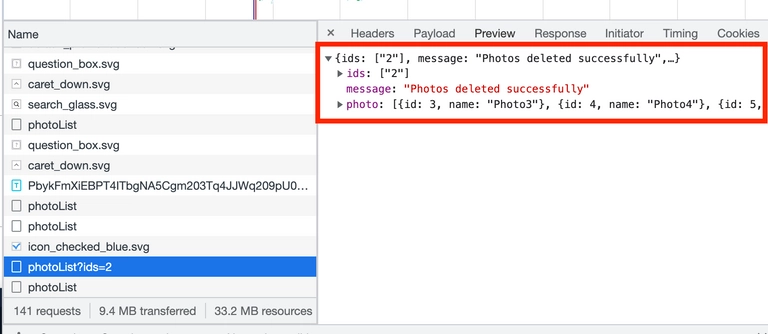 Name
question_box.svg
caret_down.svg
search_glass.svg
photoList
question_box.svg
caret_down.svg
PbykFmXiEBPT4ITbgNA5Cgm203Tq4JJWq209pU0…
photoList
photoList
icon_checked_blue.svg
photoList?ids=2
photoList
141 requests 9.4 MB transferred 33.2 MB resources
× Headers Payload Preview Response Initiator Timing Cookies
{ids: ["2"], message: "Photos deleted successfully",…}
ids: ["2"]
message: "Photos deleted successfully"
photo: [{id: 3, name: "Photo3"}, {id: 4, name: "Photo4"}, {id: 5,